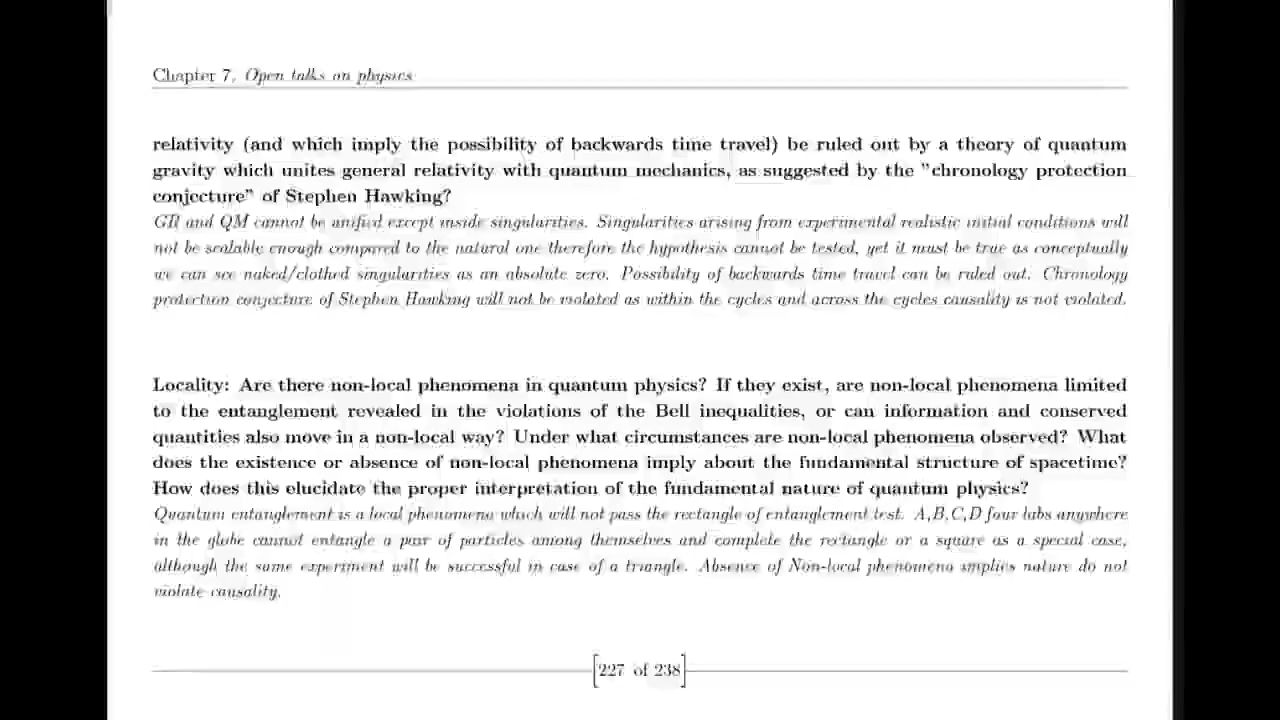 Chapter 7. Open talks on physics
relativity (and which imply the possibility of backwards time travel) be ruled out by a theory of quantum
gravity which unites general relativity with quantum mechanics, as suggested by the "chronology protection
conjecture" of Stephen Hawking?
GR and QM cannot be unified except inside singularities. Singularities arising from experimental realistic initial conditions will
not be scalable enough compared to the natural one therefore the hypothesis cannot be tested, yet it must be true as conceptually
we can see naked/clothed singularities as an absolute zero. Possibility of backwards time travel can be ruled out. Chronology
protection conjecture of Stephen Hawking will not be violated as within the cycles and across the cycles causality is not violated.
Locality: Are there non-local phenomena in quantum physics? If they exist, are non-local phenomena limited
to the entanglement revealed in the violations of the Bell inequalities, or can information and conserved
quantities also move in a non-local way? Under what circumstances are non-local phenomena observed? What
does the existence or absence of non-local phenomena imply about the fundamental structure of spacetime?
How does this elucidate the proper interpretation of the fundamental nature of quantum physics?
Quantum entanglement is a local phenomena which will not pass the rectangle of entanglement test. A,B,C,D four labs anywhere
in the globe cannot entangle a pair of particles among themselves and complete the rectangle or a square as a special case,
although the same experiment will be successful in case of a triangle. Absence of Non-local phenomena implies nature do not
violate causality.
227 of 238